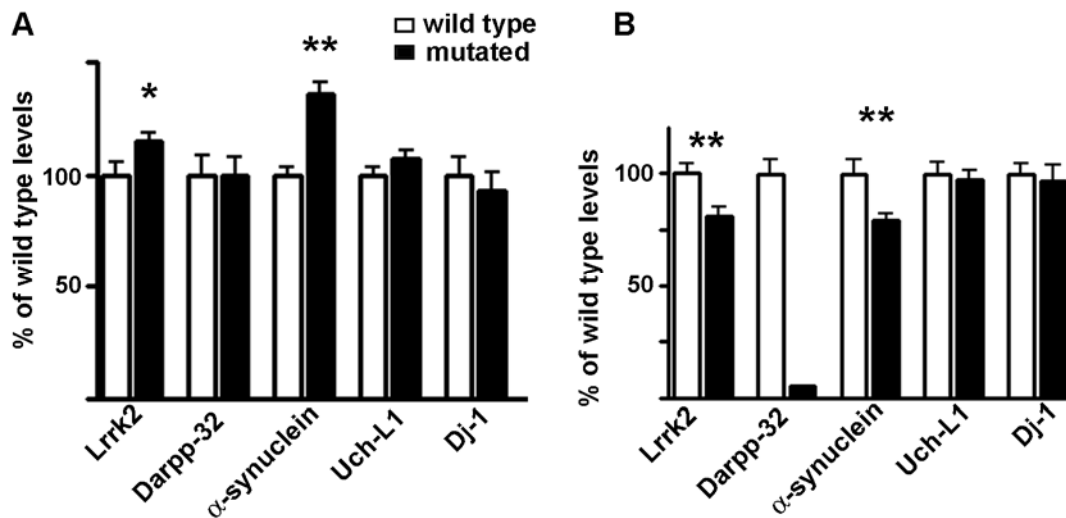 A
wild type
mutated
% of wild type levels
100
50
*
**
Lrrk2
Darpp-32
α-synuclein
Uch-L1
Dj-1
B
% of wild type levels
100
50
**
**
Lrrk2
Darpp-32
α-synuclein
Uch-L1
Dj-1